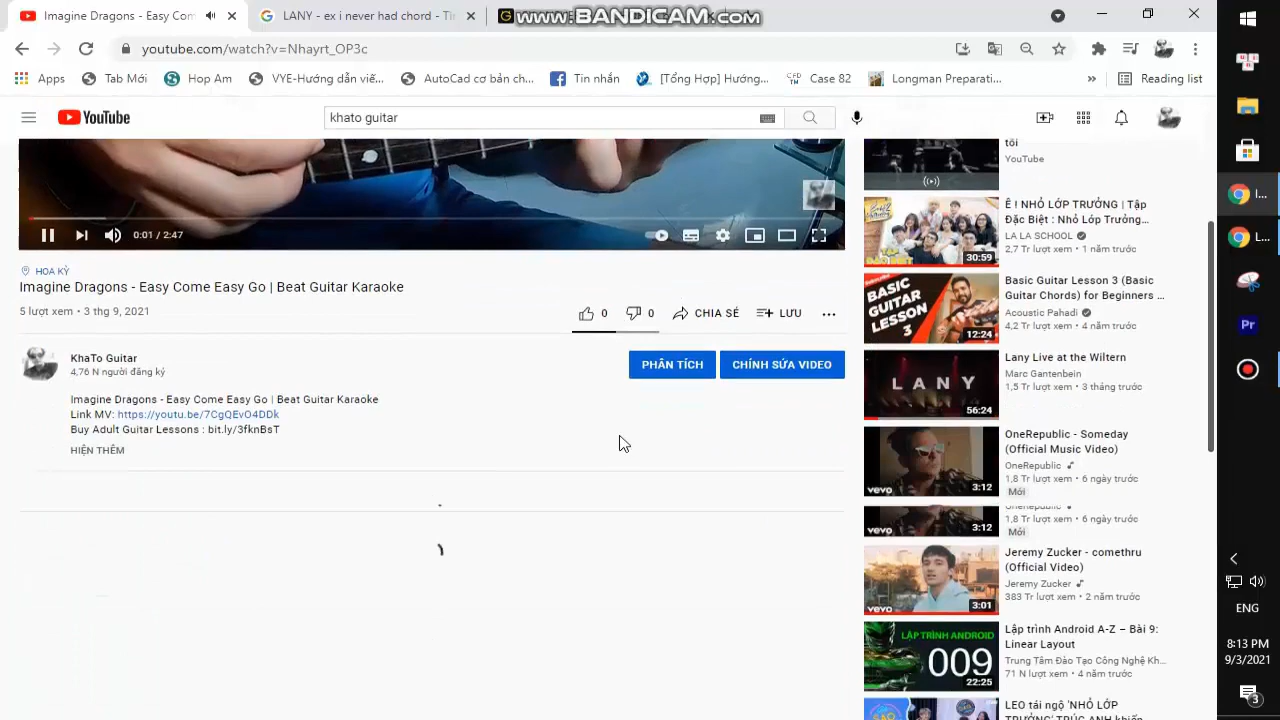 Imagine Dragons - Easy Com
LANY - ex i never had chord - T
www.BANDICAM.com
youtube.com/watch?v=Nhayrt_OP3c
Apps
Tab Mới
Hop Am
VYE-Hướng dẫn viế...
AutoCad cơ bản ch...
Tin nhắn
[Tổng Hợp] Hướng...
Case 82
Longman Preparati...
»
Reading list
YouTube
khato guitar
0:01 / 2:47
HOA KỲ
Imagine Dragons - Easy Come Easy Go | Beat Guitar Karaoke
5 lượt xem • 3 thg 9, 2021
0
0
CHIA SẺ
LƯU
KhaTo Guitar
4,76 N người đăng ký
PHÂN TÍCH
CHỈNH SỬA VIDEO
Imagine Dragons - Easy Come Easy Go | Beat Guitar Karaoke
Link MV: https://youtu.be/7CgQEvO4DDk
Buy Adult Guitar Lessons : bit.ly/3fknBsT
HIỆN THÊM
tôi
YouTube
Ê ! NHỎ LỚP TRƯỞNG | Tập
Đặc Biệt : Nhỏ Lớp Trưởng...
LA LA SCHOOL
2,7 Tr lượt xem • 1 năm trước
30:59
BASIC
GUITAR
LESSON
3
12:24
Basic Guitar Lesson 3 (Basic
Guitar Chords) for Beginners ...
Acoustic Pahadi
4,2 Tr lượt xem • 4 năm trước
LANY
56:24
Lany Live at the Wiltern
Marc Gantenbein
1,5 Tr lượt xem • 3 tháng trước
vevo
3:12
OneRepublic - Someday
(Official Music Video)
OneRepublic
1,8 Tr lượt xem • 6 ngày trước
Mới
vevo
3:12
OneRepublic
1,8 Tr lượt xem • 6 ngày trước
Mới
vevo
3:01
Jeremy Zucker - comethru
(Official Video)
Jeremy Zucker
383 Tr lượt xem • 2 năm trước
LẬP TRÌNH ANDROID
009
22:25
Lập trình Android A-Z – Bài 9:
Linear Layout
Trung Tâm Đào Tạo Công Nghệ Kh...
71 N lượt xem • 4 năm trước
LEO tái ngộ 'NHỎ LỚP
TRƯỞNG' TRÚC ANH khiến
I...
L...
Pr
ENG
8:13 PM
9/3/2021
3